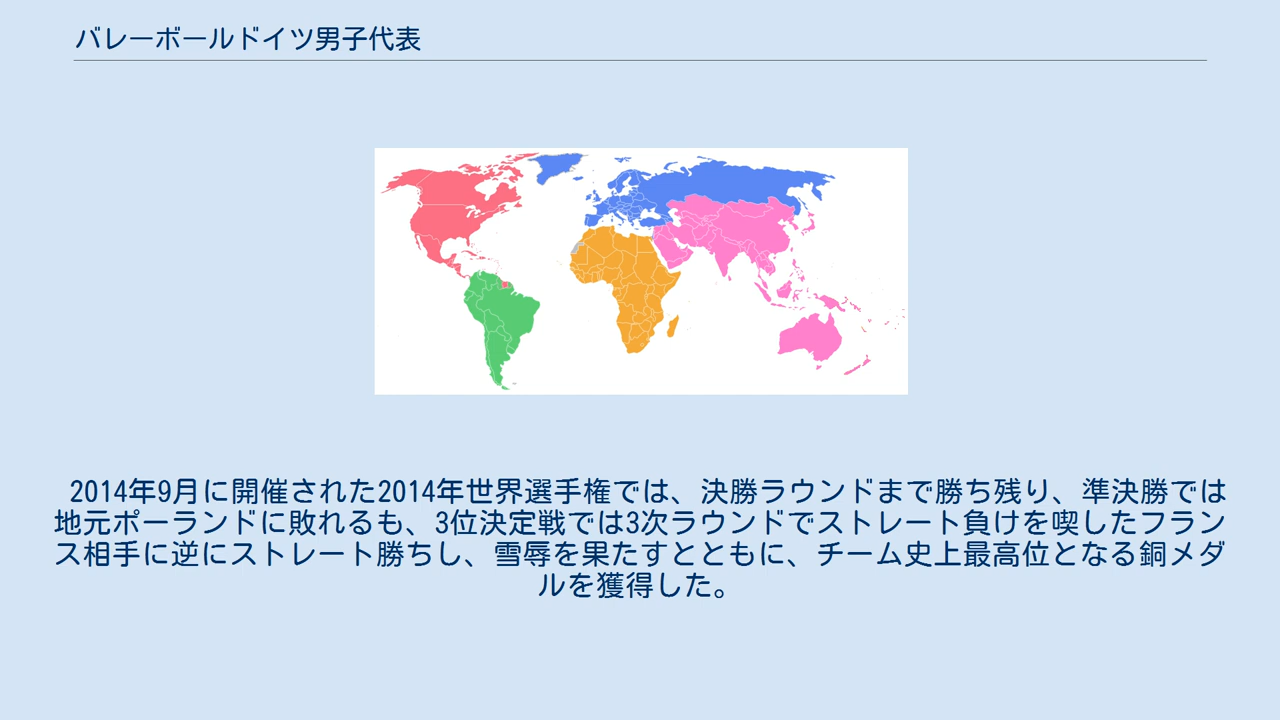 バレーボールドイツ男子代表
2014年9月に開催された2014年世界選手権では、決勝ラウンドまで勝ち残り、準決勝では
地元ポーランドに敗れるも、3位決定戦では3次ラウンドでストレート負けを喫したフラン
ス相手に逆にストレート勝ちし、雪辱を果たすとともに、チーム史上最高位となる銅メダ
ルを獲得した。